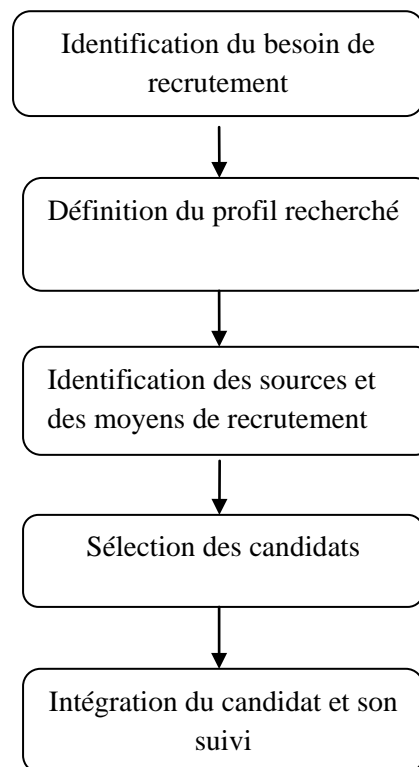 Identification du besoin de
recrutement
Définition du profil recherché
Identification des sources et
des moyens de recrutement
Sélection des candidats
Intégration du candidat et son
suivi